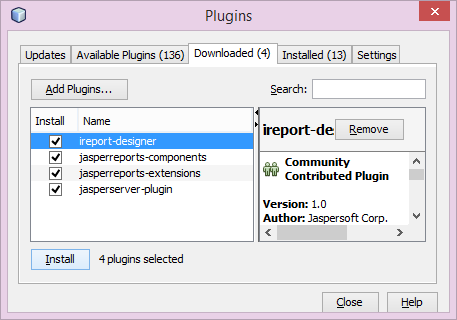 Plugins
Updates Available Plugins (136) Downloaded (4) Installed (13) Settings
Add Plugins... Search:
Install Name
ireport-designer
jasperreports-components
jasperreports-extensions
jasperserver-plugin
ireport-de Remove
Community
Contributed Plugin
Version: 1.0
Author: Jaspersoft Corp.
Install 4 plugins selected
Close Help